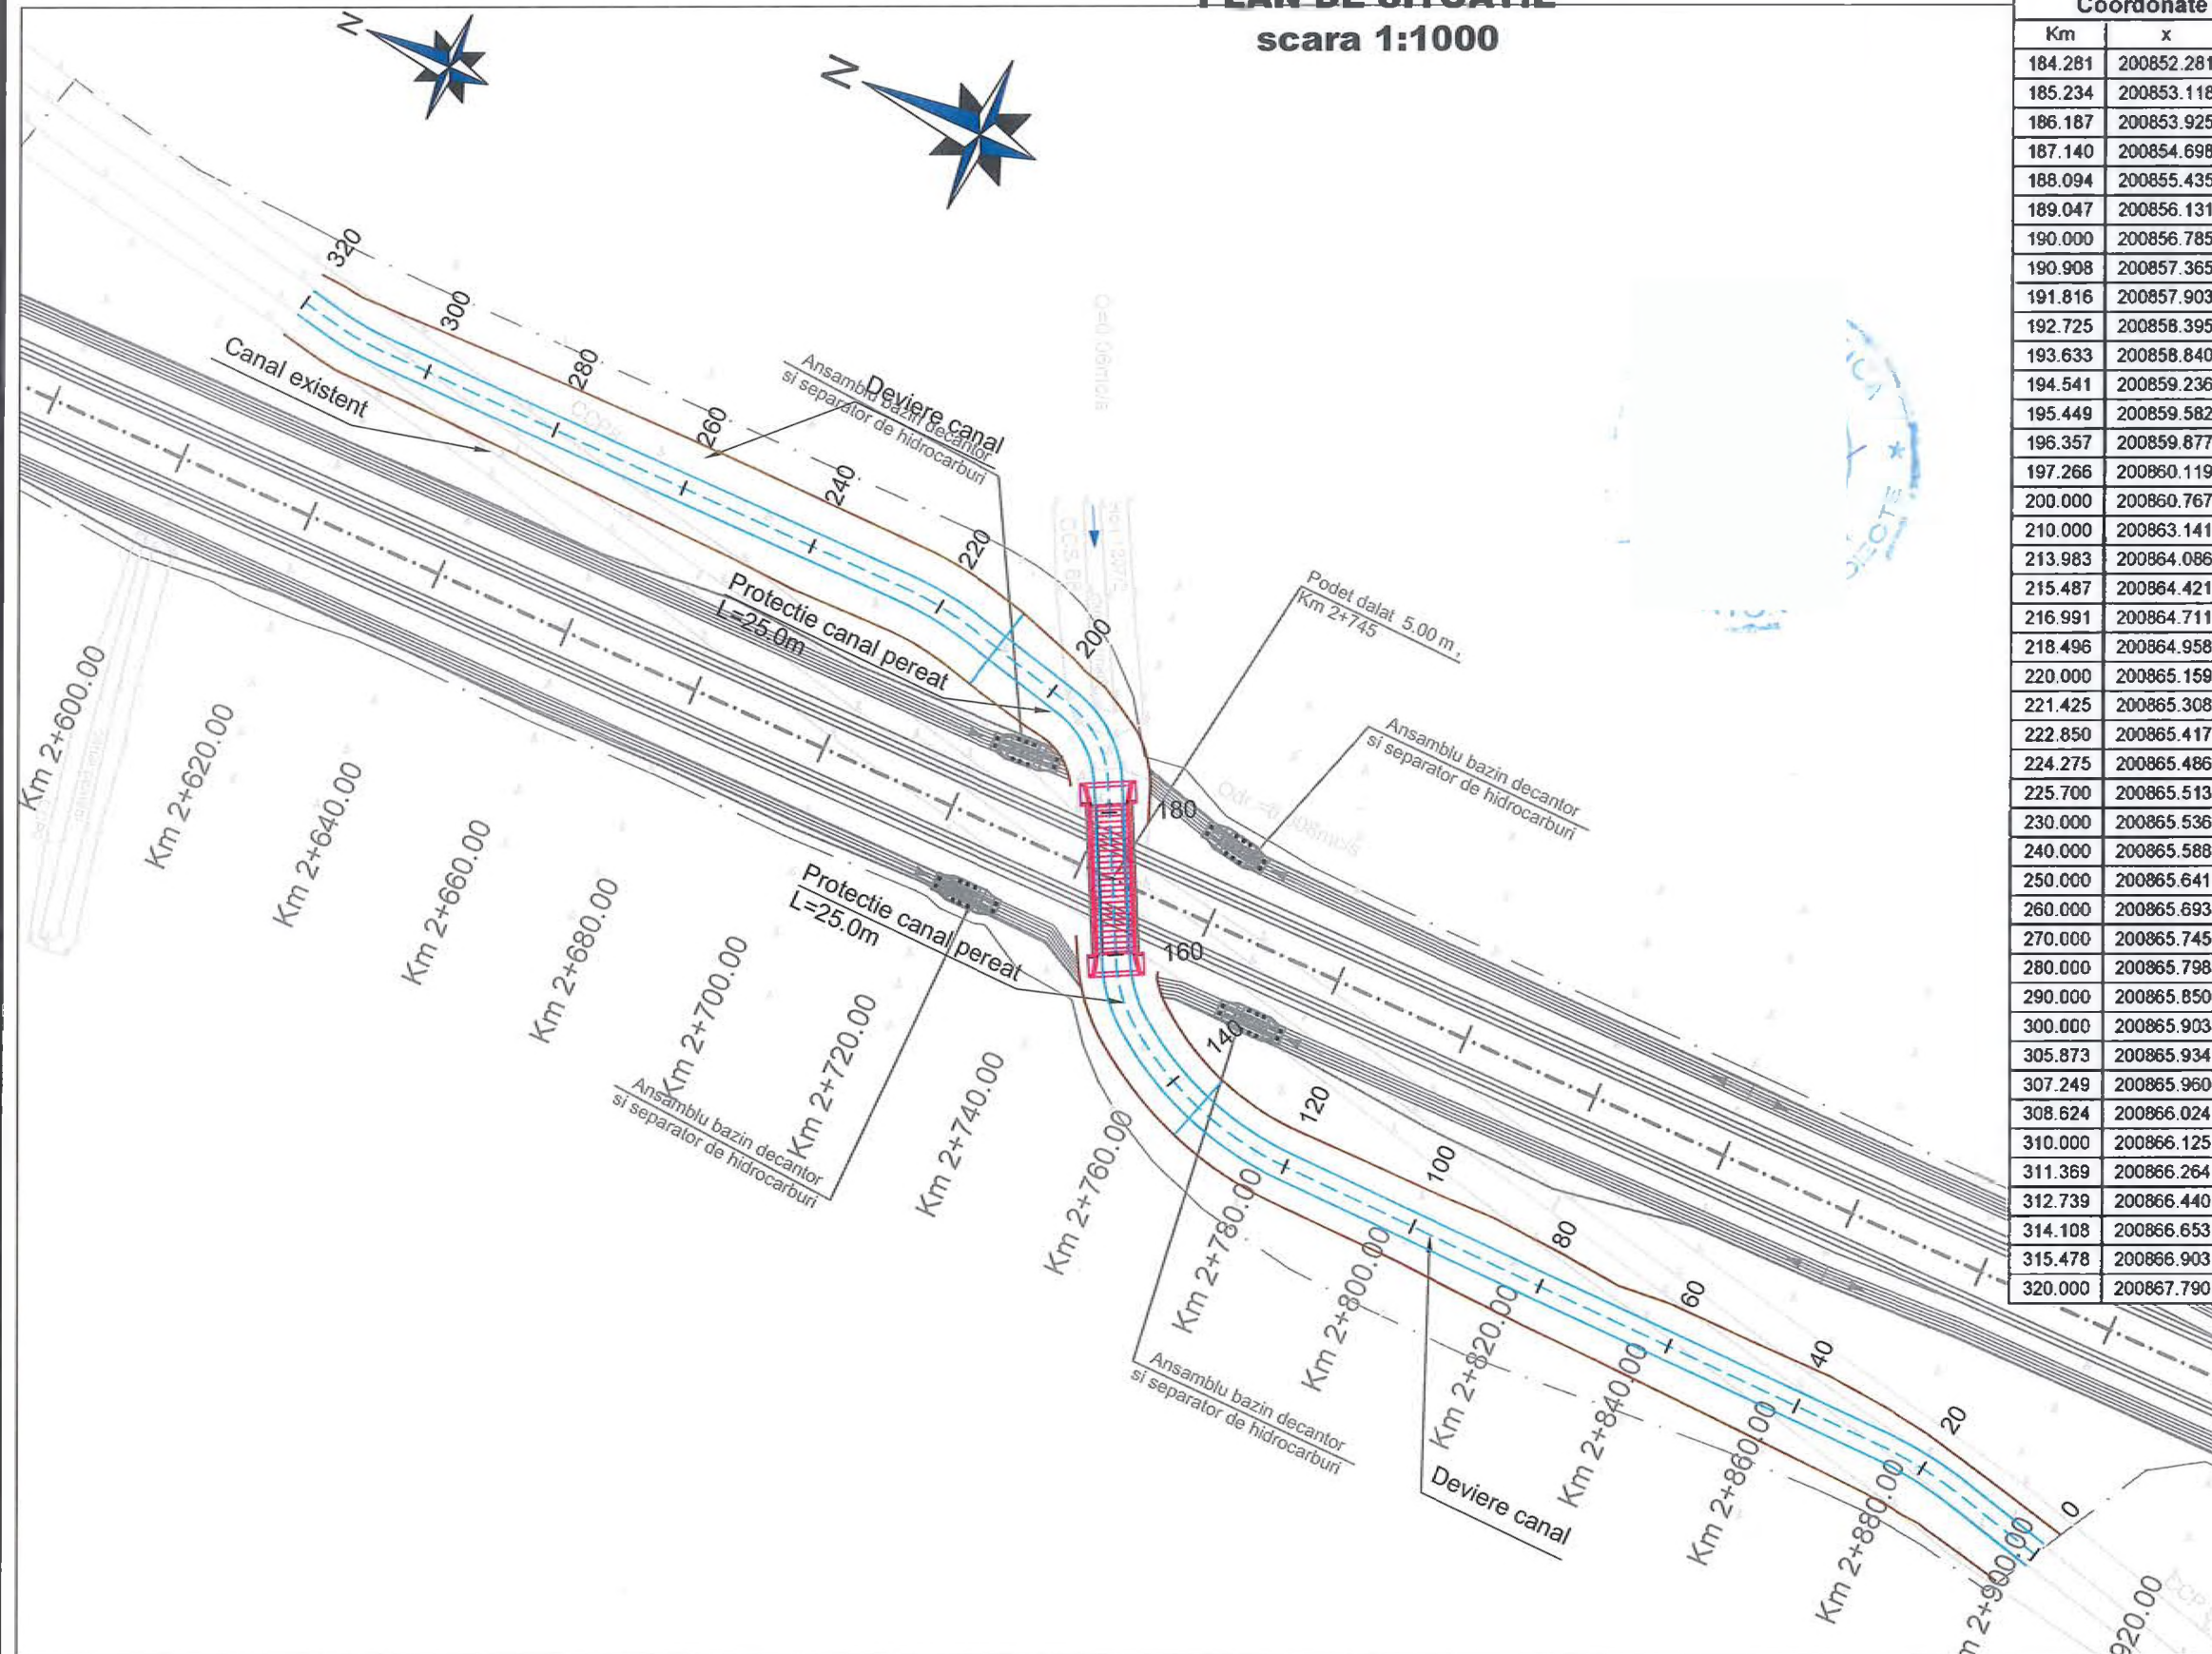 PLAN DE SITUATIE
scara 1:1000
N
N
Coordonate
Km x
184.281 200852.281
185.234 200853.118
186.187 200853.925
187.140 200854.698
188.094 200855.435
189.047 200856.131
190.000 200856.785
190.908 200857.365
191.816 200857.903
192.725 200858.395
193.633 200858.840
194.541 200859.236
195.449 200859.582
196.357 200859.877
197.266 200860.119
200.000 200860.767
210.000 200863.141
213.983 200864.086
215.487 200864.421
216.991 200864.711
218.496 200864.958
220.000 200865.159
221.425 200865.308
222.850 200865.417
224.275 200865.486
225.700 200865.513
230.000 200865.536
240.000 200865.588
250.000 200865.641
260.000 200865.693
270.000 200865.745
280.000 200865.798
290.000 200865.850
300.000 200865.903
305.873 200865.934
307.249 200865.960
308.624 200866.024
310.000 200866.125
311.369 200866.264
312.739 200866.440
314.108 200866.653
315.478 200866.903
320.000 200867.790
320
300
280
260
240
220
200
180
160
140
120
100
80
60
40
20
0
Canal existent
Deviere canal
Ansamblu bazin decantor
si separator de hidrocarburi
Protectie canal pereat
L=25.0m
Podet dalat 5.00 m,
Km 2+745
Ansamblu bazin decantor
si separator de hidrocarburi
Protectie canal pereat
L=25.0m
Ansamblu bazin decantor
si separator de hidrocarburi
Ansamblu bazin decantor
si separator de hidrocarburi
Deviere canal
Km 2+600.00
Km 2+620.00
Km 2+640.00
Km 2+660.00
Km 2+680.00
Km 2+700.00
Km 2+720.00
Km 2+740.00
Km 2+760.00
Km 2+780.00
Km 2+800.00
Km 2+820.00
Km 2+840.00
Km 2+860.00
Km 2+880.00
m 2+900.00
920.00